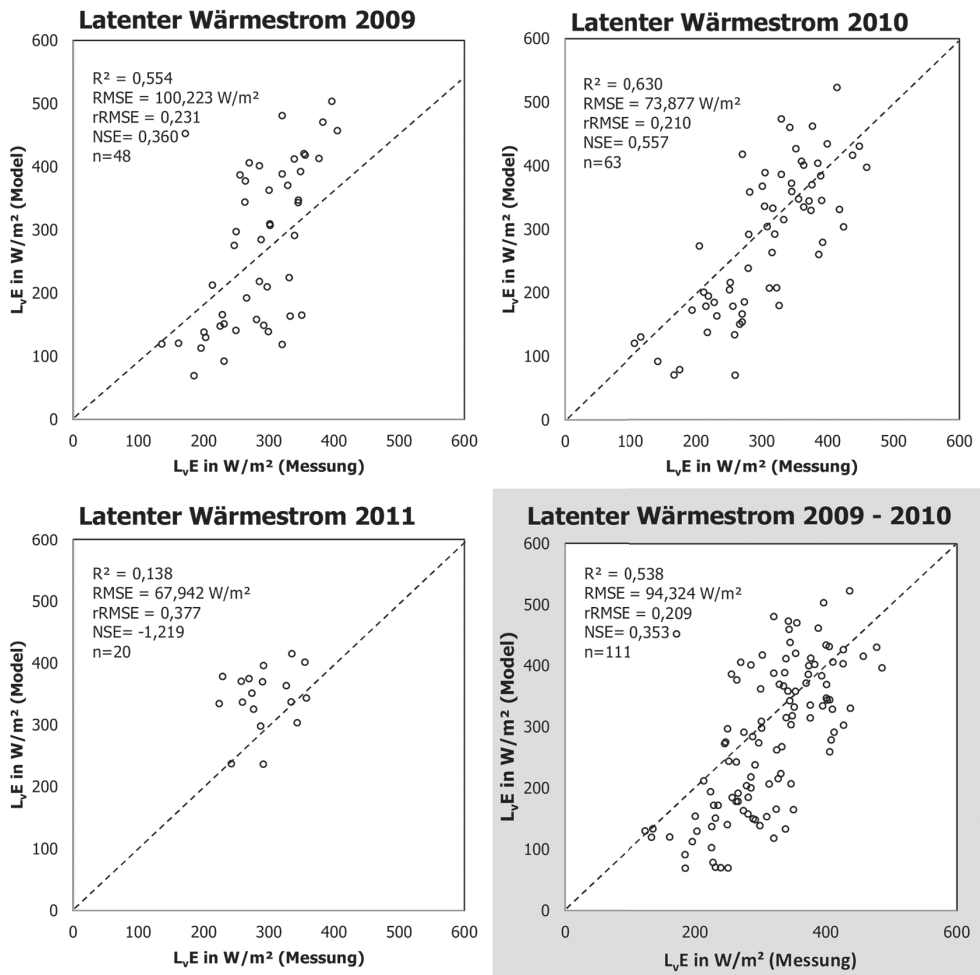 Latenter Wärmestrom 2009
R² = 0,554
RMSE = 100,223 W/m²
rRMSE = 0,231
NSE= 0,360
n=48
600
500
400
300
200
100
0
LᵥE in W/m² (Model)
0 100 200 300 400 500 600
LᵥE in W/m² (Messung)
Latenter Wärmestrom 2010
R² = 0,630
RMSE = 73,877 W/m²
rRMSE = 0,210
NSE= 0,557
n=63
600
500
400
300
200
100
0
LᵥE in W/m² (Model)
0 100 200 300 400 500 600
LᵥE in W/m² (Messung)
Latenter Wärmestrom 2011
R² = 0,138
RMSE = 67,942 W/m²
rRMSE = 0,377
NSE= -1,219
n=20
600
500
400
300
200
100
0
LᵥE in W/m² (Model)
0 100 200 300 400 500 600
LᵥE in W/m² (Messung)
Latenter Wärmestrom 2009 - 2010
R² = 0,538
RMSE = 94,324 W/m²
rRMSE = 0,209
NSE= 0,353
n=111
600
500
400
300
200
100
0
LᵥE in W/m² (Model)
0 200 400 600
LᵥE in W/m² (Messung)